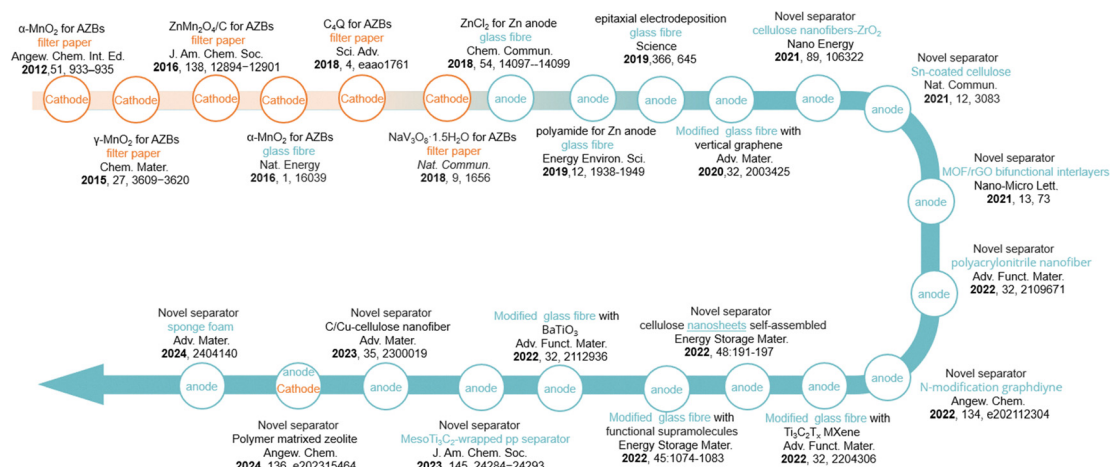 α-MnO₂ for AZBs
filter paper
Angew. Chem. Int. Ed.
2012,51, 933–935
ZnMn₂O₄/C for AZBs
filter paper
J. Am. Chem. Soc.
2016, 138, 12894−12901
C₄Q for AZBs
filter paper
Sci. Adv.
2018, 4, eaao1761
ZnCl₂ for Zn anode
glass fibre
Chem. Commun.
2018, 54, 14097--14099
epitaxial electrodeposition
glass fibre
Science
2019,366, 645
Novel separator
cellulose nanofibers-ZrO₂
Nano Energy
2021, 89, 106322
Novel separator
Sn-coated cellulose
Nat. Commun.
2021, 12, 3083
Cathode
Cathode
Cathode
Cathode
Cathode
Cathode
anode
anode
anode
anode
anode
anode
γ-MnO₂ for AZBs
filter paper
Chem. Mater.
2015, 27, 3609−3620
α-MnO₂ for AZBs
glass fibre
Nat. Energy
2016, 1, 16039
NaV₃O₈·1.5H₂O for AZBs
filter paper
Nat. Commun.
2018, 9, 1656
polyamide for Zn anode
glass fibre
Energy Environ. Sci.
2019,12, 1938-1949
Modified glass fibre with
vertical graphene
Adv. Mater.
2020,32, 2003425
anode
Novel separator
MOF/rGO bifunctional interlayers
Nano-Micro Lett.
2021, 13, 73
anode
Novel separator
polyacrylonitrile nanofiber
Adv. Funct. Mater.
2022, 32, 2109671
anode
Novel separator
N-modification graphdiyne
Angew. Chem.
2022, 134, e202112304
Novel separator
sponge foam
Adv. Mater.
2024, 2404140
Novel separator
C/Cu-cellulose nanofiber
Adv. Mater.
2023, 35, 2300019
Modified glass fibre with
BaTiO₃
Adv. Funct. Mater.
2022, 32, 2112936
Novel separator
cellulose nanosheets self-assembled
Energy Storage Mater.
2022, 48:191-197
anode
anode
Cathode
anode
anode
anode
anode
anode
anode
Novel separator
Polymer matrixed zeolite
Angew. Chem.
2024, 136, e202315464
Novel separator
MesoTi₃C₂-wrapped pp separator
J. Am. Chem. Soc.
2023, 145, 24284−24293
Modified glass fibre with
functional supramolecules
Energy Storage Mater.
2022, 45:1074-1083
Modified glass fibre with
Ti₃C₂Tₓ MXene
Adv. Mater.
2022, 32, 2204306